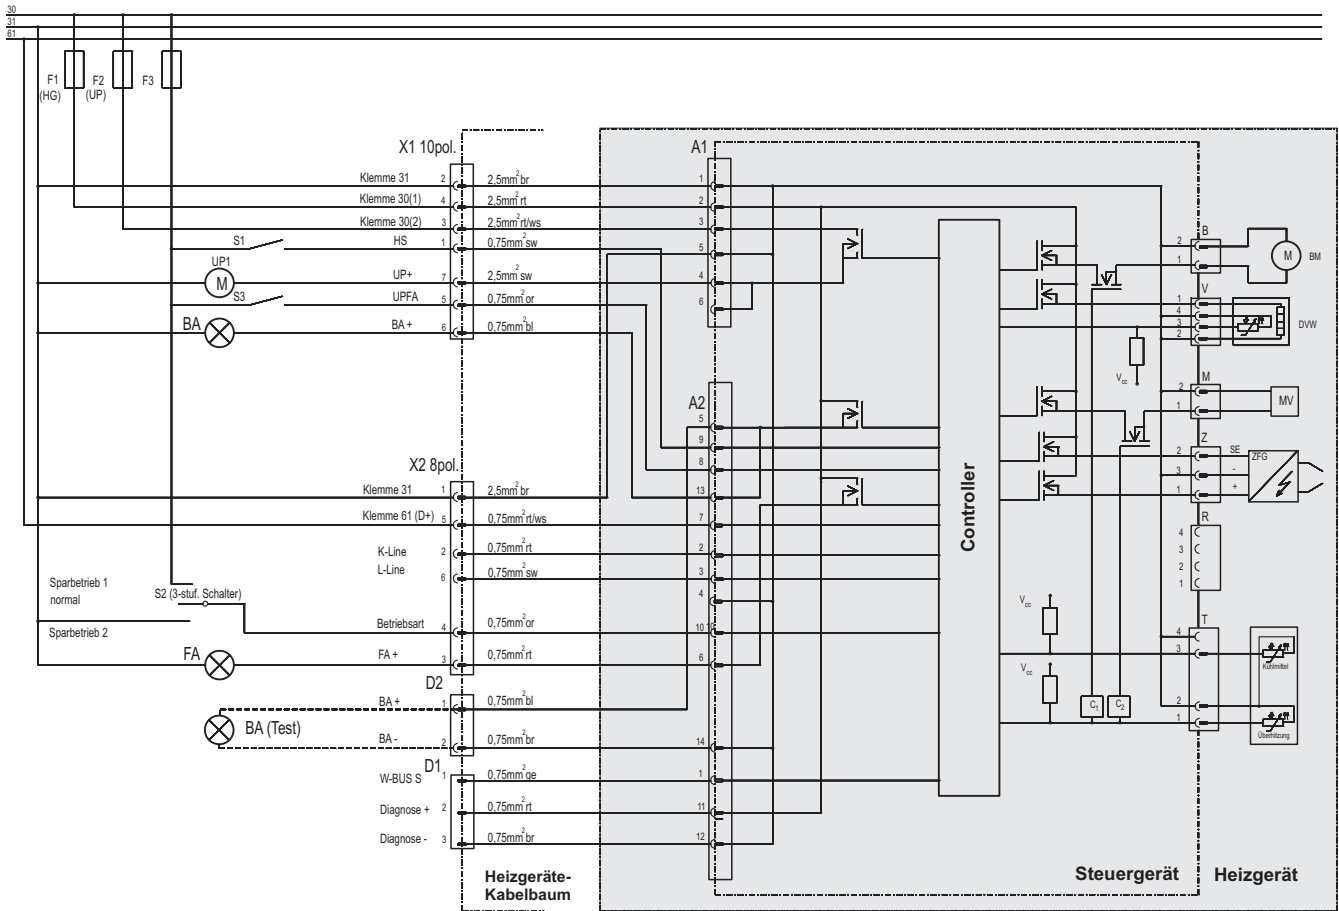 30
31
61
F1
(HG)
F2
(UP)
F3
X1 10pol.
A1
Klemme 31 2 2,5mm² br 1
Klemme 30(1) 4 2,5mm² rt 2
Klemme 30(2) 3 2,5mm² rt/ws 3
S1 HS 1 0,75mm² sw 5
UP1 M UP+ 7 2,5mm² sw 4
S3 UPFA 5 0,75mm² or 6
BA BA + 6 0,75mm² bl
B
2
1
M BM
V
1
4
3
2
DVW
Vcc
M
2
1
MV
A2
5
9
8
13
7
2
3
4
10 10
6
14
1
11
12
Z
2 SE
3 -
1 +
ZFG
R
4
3
2
1
X2 8pol.
Klemme 31 1 2,5mm² br
Klemme 61 (D+) 5 0,75mm² rt/ws
K-Line 2 0,75mm² rt
L-Line 6 0,75mm² sw
Sparbetrieb 1
normal
S2 (3-stuf. Schalter)
Sparbetrieb 2
Betriebsart 4 0,75mm² or
FA FA + 3 0,75mm² rt
D2
BA + 1 0,75mm² bl
BA (Test)
BA - 2 0,75mm² br
D1
W-BUS S 1 0,75mm² ge
Diagnose + 2 0,75mm² rt
Diagnose - 3 0,75mm² br
Controller
Vcc
Vcc
C1
C2
T
4
3
2
1
Kühlmittel
Überhitzung
Heizgeräte-
Kabelbaum
Steuergerät
Heizgerät